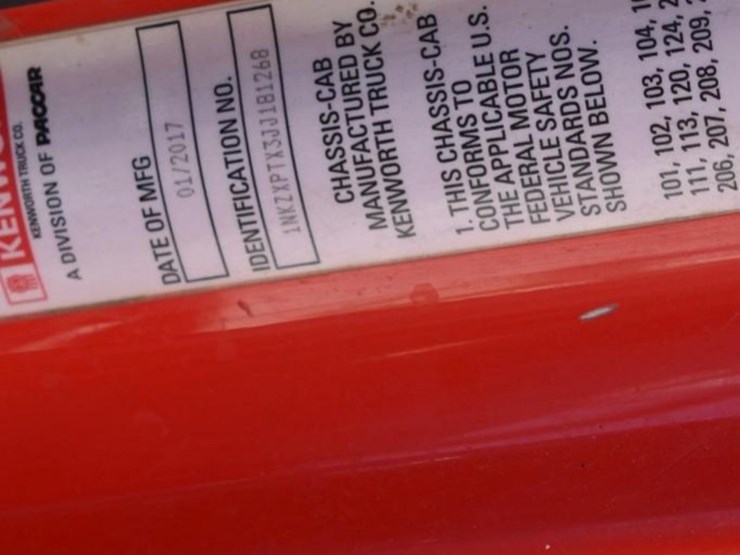 KENW
KENWORTH TRUCK CO.
A DIVISION OF PACCAR
DATE OF MFG
01/2017
IDENTIFICATION NO.
1NKZXPTX3JJ181268
CHASSIS-CAB
MANUFACTURED BY
KENWORTH TRUCK CO.
1. THIS CHASSIS-CAB
CONFORMS TO
THE APPLICABLE U.S.
FEDERAL MOTOR
VEHICLE SAFETY
STANDARDS NOS.
SHOWN BELOW.
101, 102, 103, 104,
111, 113, 120, 124,
206, 207, 208, 209,